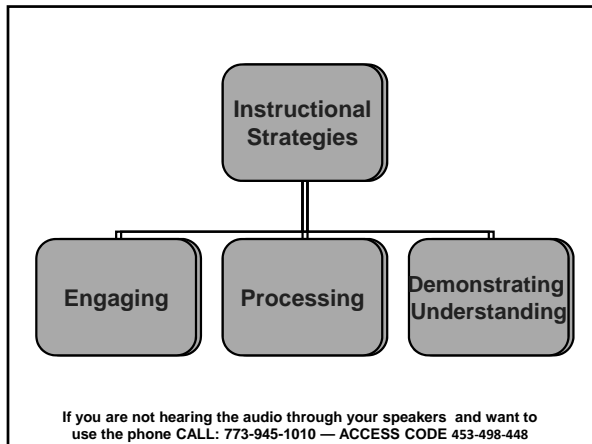 Instructional
Strategies
Engaging
Processing
Demonstrating
Understanding
If you are not hearing the audio through your speakers and want to
use the phone CALL: 773-945-1010 — ACCESS CODE 453-498-448